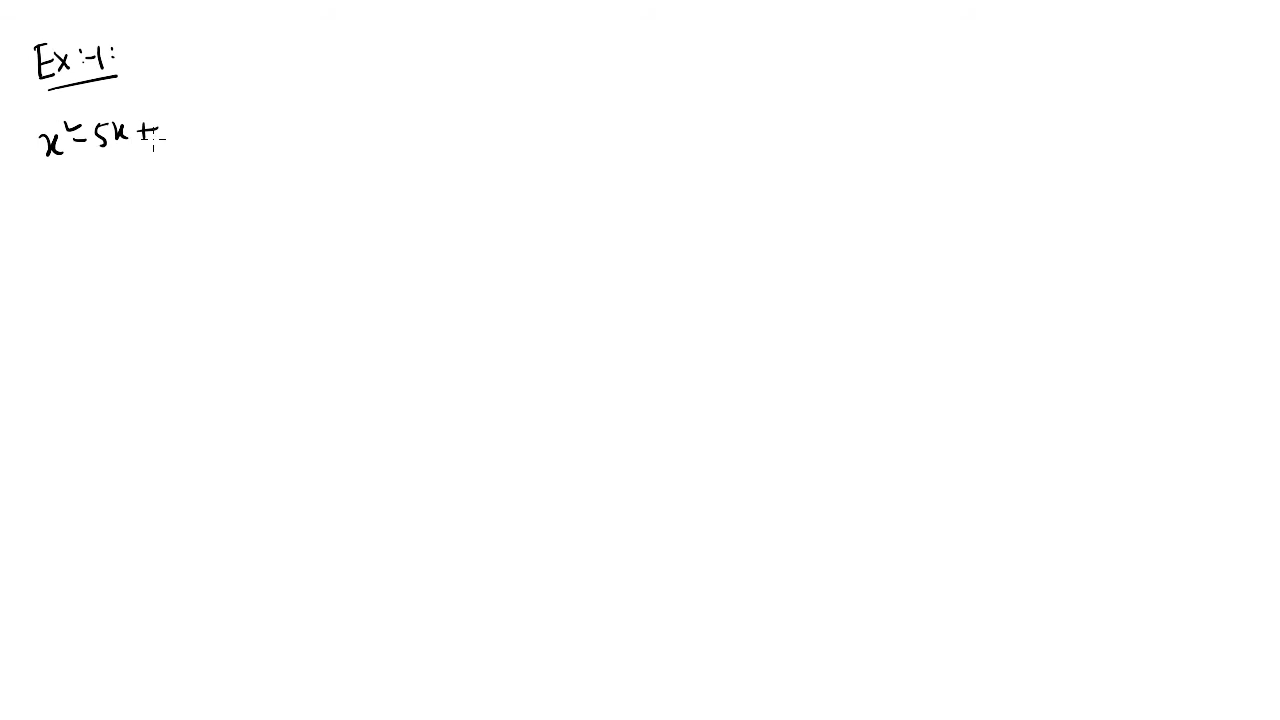 Ex :-1:
x² - 5x +